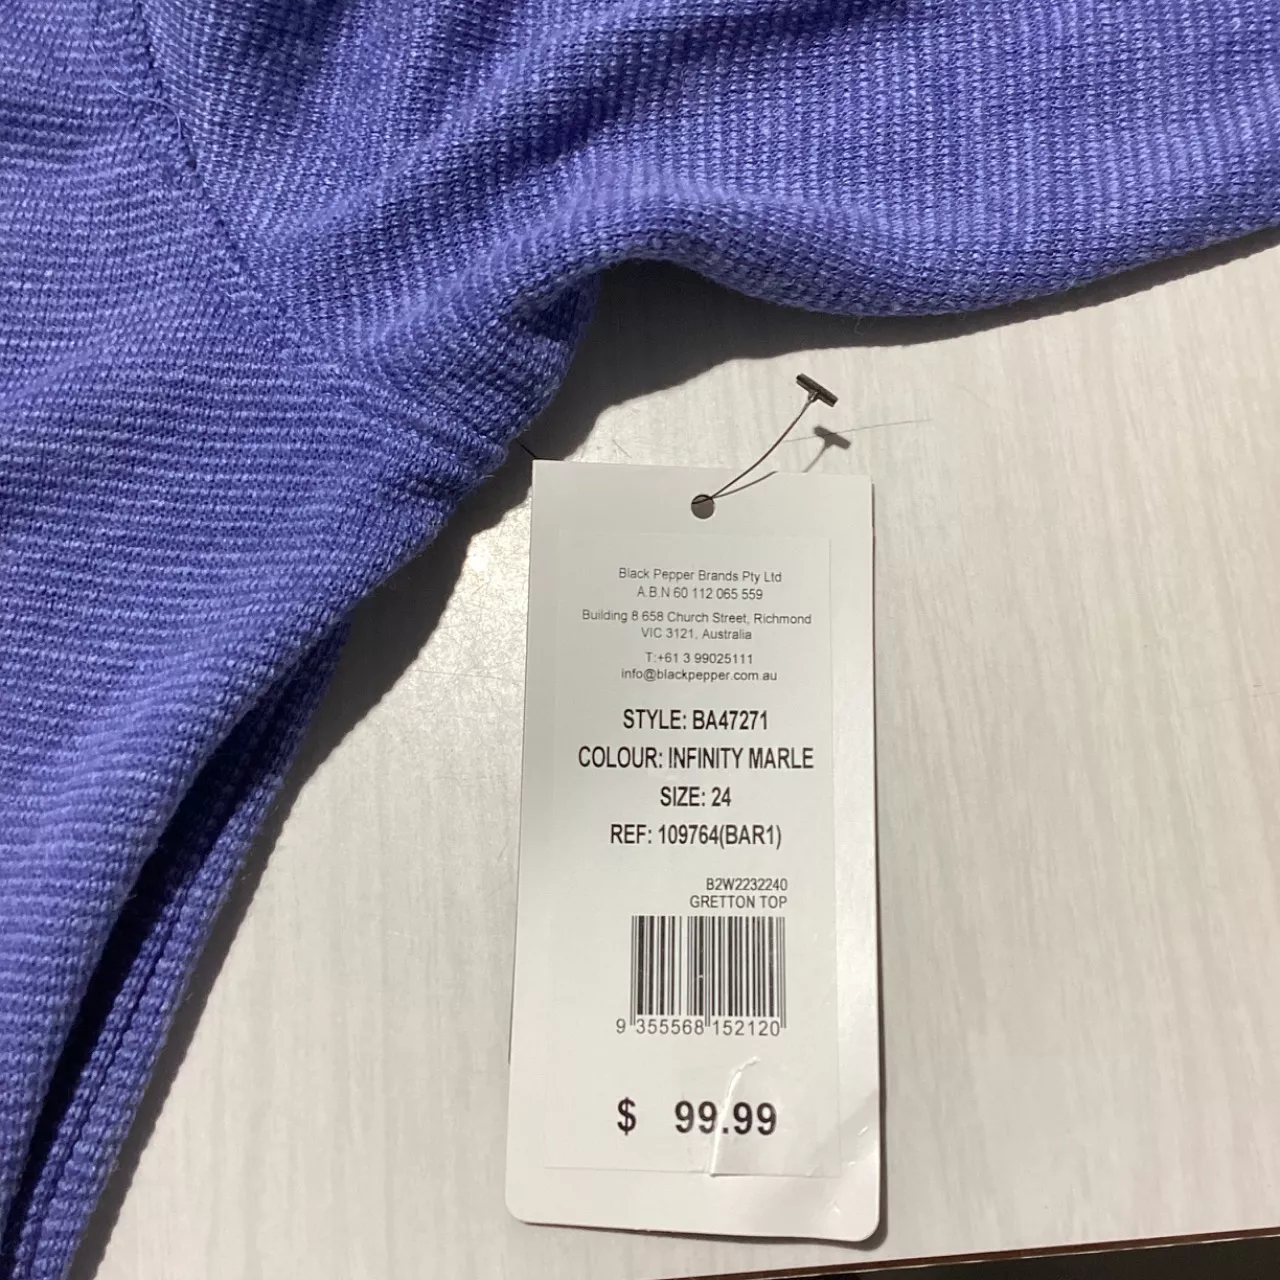 Black Pepper Brands Pty Ltd
A.B.N 60 112 065 559
Building 8 658 Church Street, Richmond
VIC 3121, Australia
T:+61 3 99025111
info@blackpepper.com.au
STYLE: BA47271
COLOUR: INFINITY MARLE
SIZE: 24
REF: 109764(BAR1)
B2W2232240
GRETTON TOP
9 355568 152120
$ 99.99